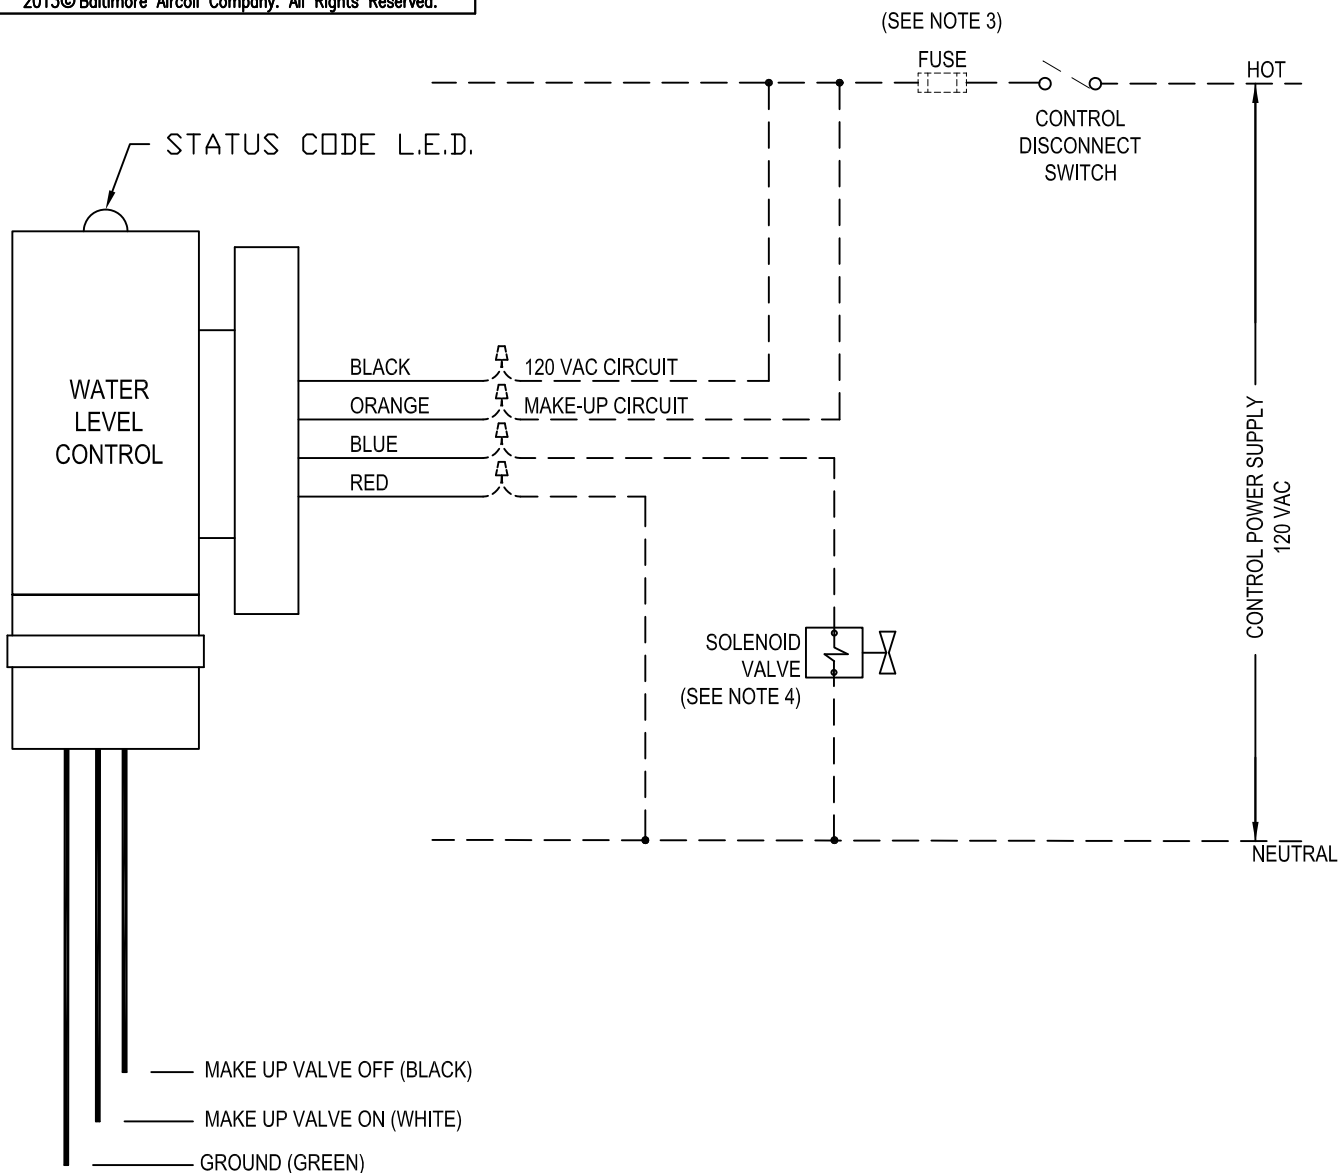 2015© Baltimore Aircoil Company. All Rights Reserved.
(SEE NOTE 3)
FUSE
HOT
CONTROL
DISCONNECT
SWITCH
STATUS CODE L.E.D.
WATER
LEVEL
CONTROL
BLACK
120 VAC CIRCUIT
ORANGE
MAKE-UP CIRCUIT
BLUE
RED
CONTROL POWER SUPPLY
120 VAC
SOLENOID
VALVE
(SEE NOTE 4)
NEUTRAL
MAKE UP VALVE OFF (BLACK)
MAKE UP VALVE ON (WHITE)
GROUND (GREEN)